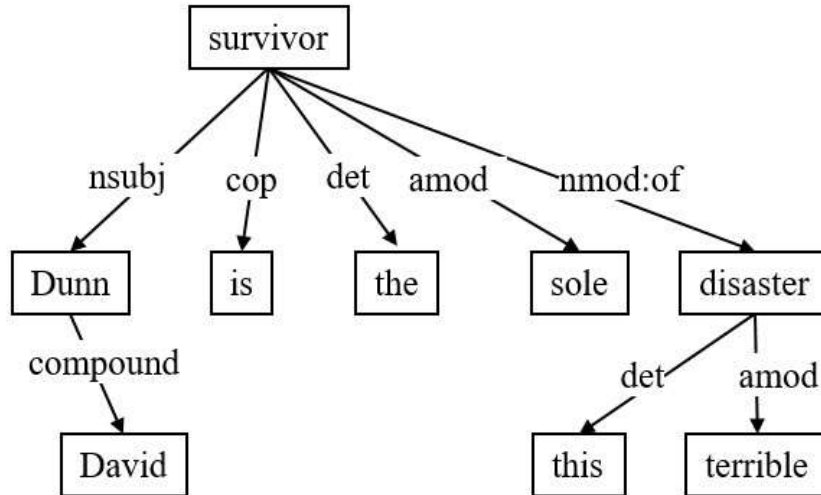 survivor
nsubj cop det amod nmod:of
Dunn is the sole disaster
compound det amod
David this terrible